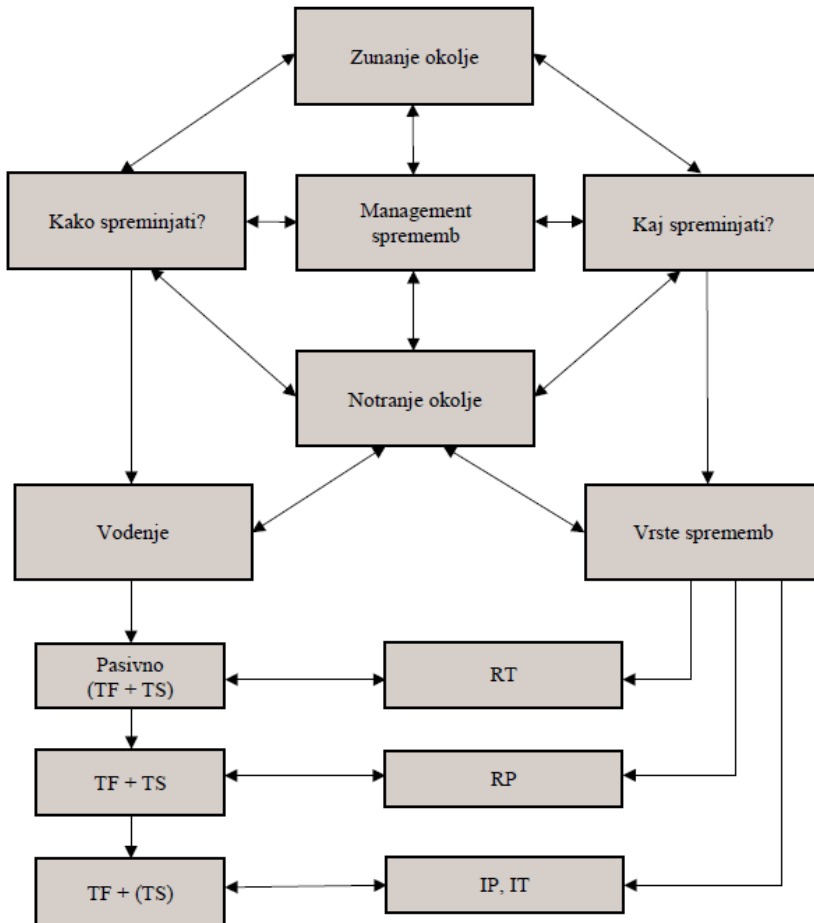 Zunanje okolje
Kako spreminjati?
Management
sprememb
Kaj spreminjati?
Notranje okolje
Vodenje
Vrste sprememb
Pasivno
(TF + TS)
RT
TF + TS
RP
TF + (TS)
IP, IT